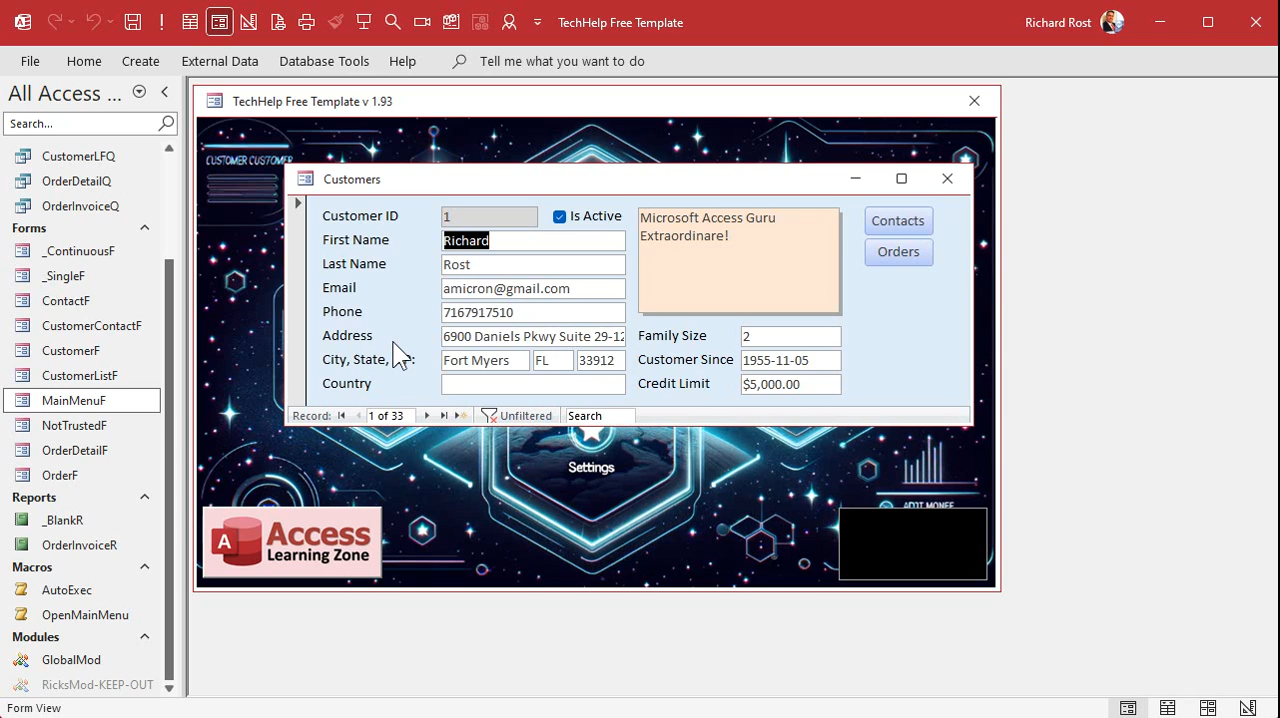 TechHelp Free Template
Richard Rost
File Home Create External Data Database Tools Help Tell me what you want to do
All Access ...
Search...
CustomerLFQ
OrderDetailQ
OrderInvoiceQ
Forms
_ContinuousF
_SingleF
ContactF
CustomerContactF
CustomerF
CustomerListF
MainMenuF
NotTrustedF
OrderDetailF
OrderF
Reports
_BlankR
OrderInvoiceR
Macros
AutoExec
OpenMainMenu
Modules
GlobalMod
RicksMod-KEEP-OUT
TechHelp Free Template v 1.93
CUSTOMER CUSTOMER
Customers
Customer ID 1 Is Active
First Name Richard
Last Name Rost
Email amicron@gmail.com
Phone 7167917510
Address 6900 Daniels Pkwy Suite 29-12
City, State, Fort Myers FL 33912
Country
Microsoft Access Guru
Extraordinare!
Family Size 2
Customer Since 1955-11-05
Credit Limit $5,000.00
Contacts
Orders
Record: 1 of 33 Unfiltered Search
Settings
A Access
Learning Zone
Form View